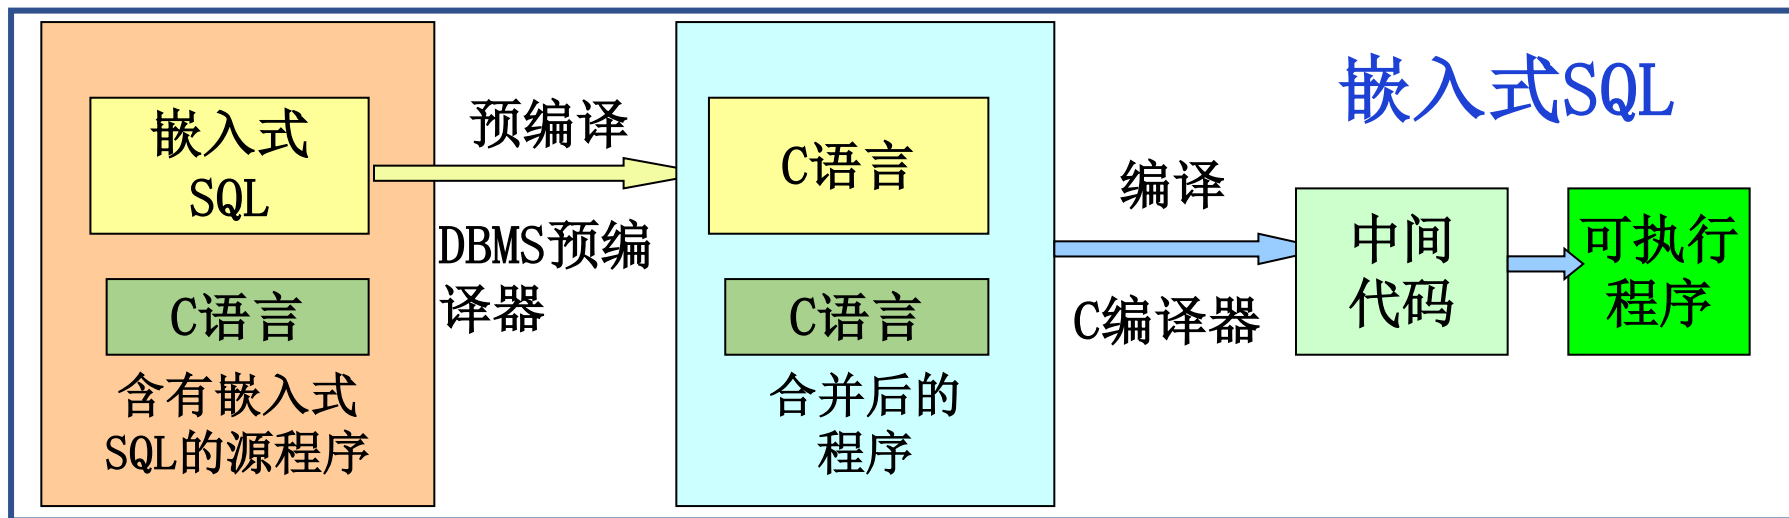 嵌入式SQL
嵌入式
SQL
C语言
含有嵌入式
SQL的源程序
预编译
DBMS预编
译器
C语言
C语言
合并后的
程序
编译
C编译器
中间
代码
可执行
程序